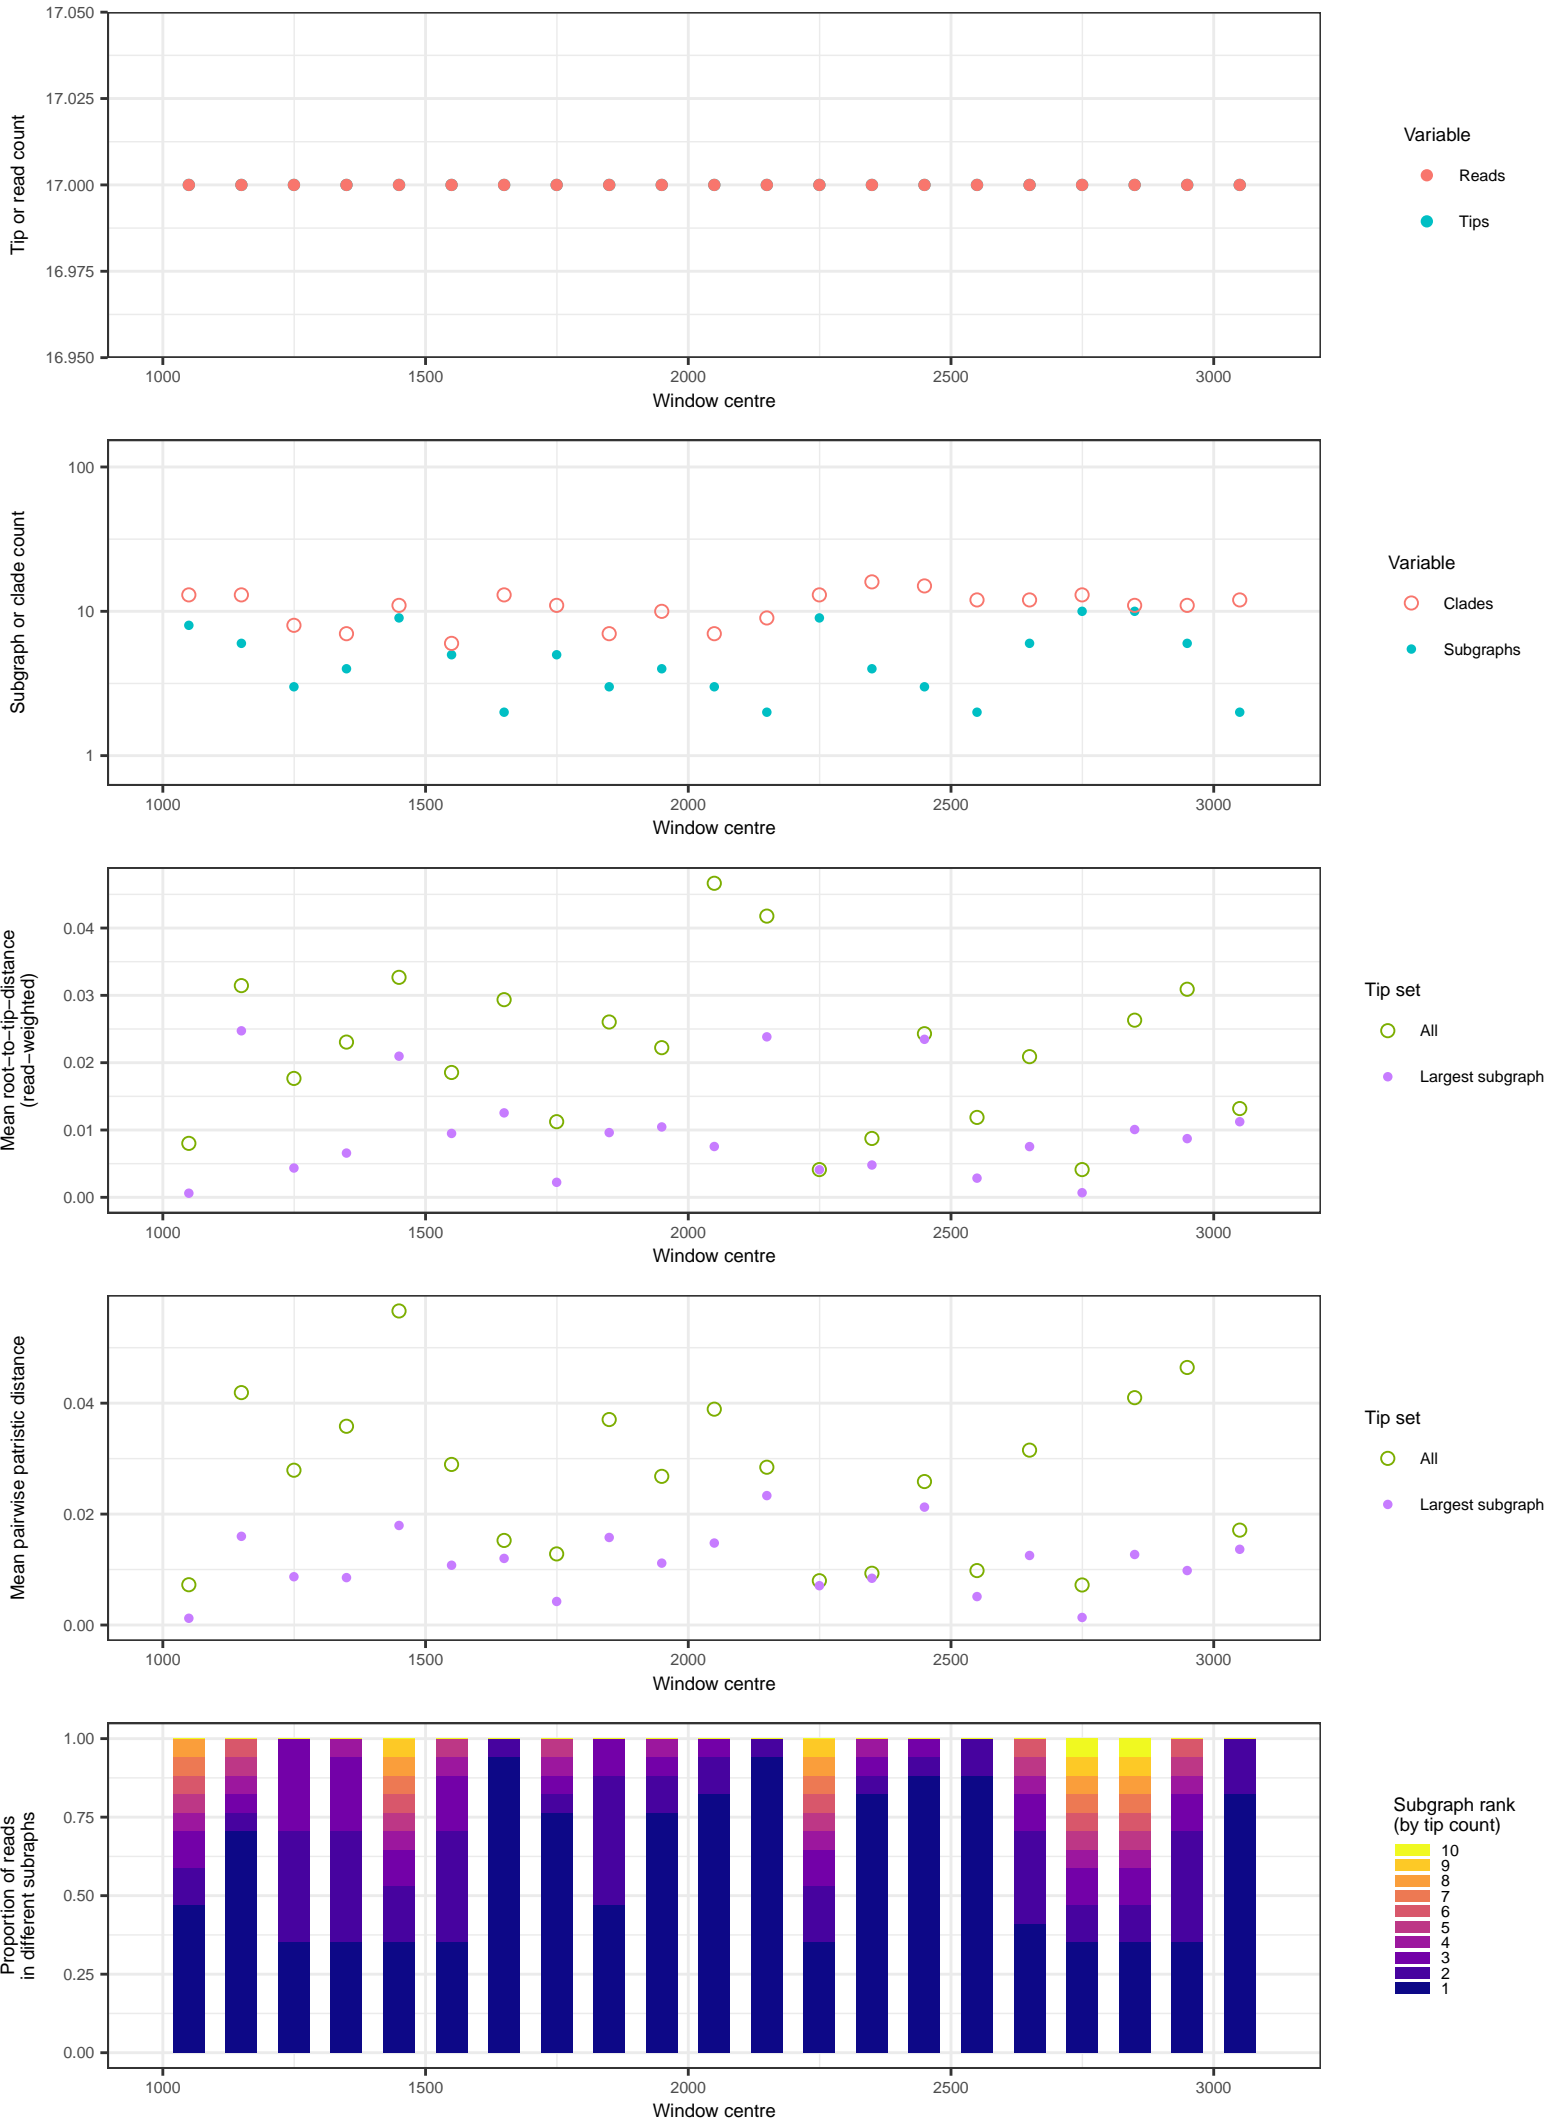 17.050
17.025
17.000
16.975
16.950
Tip or read count
1000 1500 2000 2500 3000
Window centre
Variable
Reads
Tips
100
10
1
Subgraph or clade count
1000 1500 2000 2500 3000
Window centre
Variable
Clades
Subgraphs
0.04
0.03
0.02
0.01
0.00
Mean root−to−tip−distance
(read−weighted)
1000 1500 2000 2500 3000
Window centre
Tip set
All
Largest subgraph
0.04
0.02
0.00
Mean pairwise patristic distance
1000 1500 2000 2500 3000
Window centre
Tip set
All
Largest subgraph
1.00
0.75
0.50
0.25
0.00
Proportion of reads
in different subraphs
1000 1500 2000 2500 3000
Window centre
Subgraph rank
(by tip count)
10
9
8
7
6
5
4
3
2
1